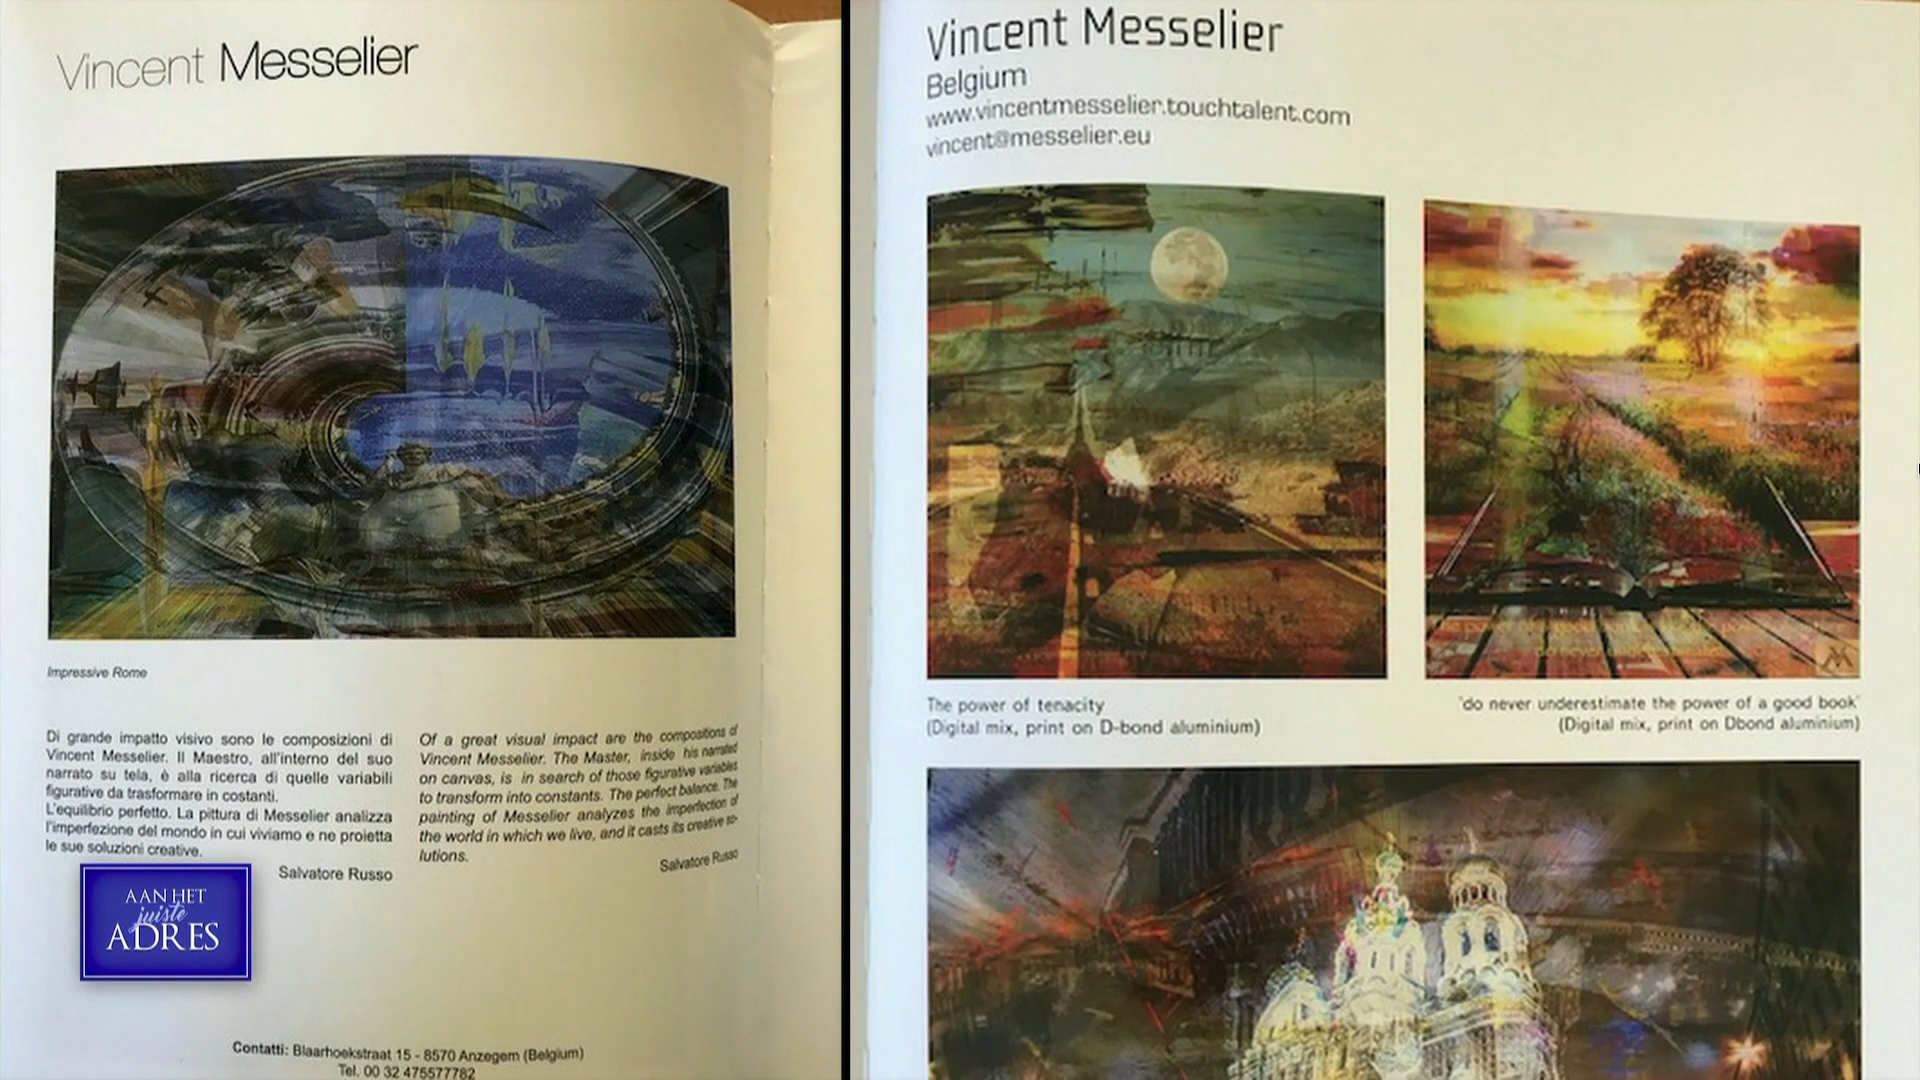 Vincent Messelier
Impressive Rome
Di grande impatto visivo sono le composizioni di
Vincent Messelier. Il Maestro, all'interno del suo
narrato su tela, è alla ricerca di quelle variabili
figurative da trasformare in costanti.
L'equilibrio perfetto. La pittura di Messelier analizza
l'imperfezione del mondo in cui viviamo e ne proietta
le sue soluzioni creative.
Salvatore Russo
Of a great visual impact are the compositions of
Vincent Messelier. The Master, inside his narrated
on canvas, is in search of those figurative variables
to transform into constants. The perfect balance. The
painting of Messelier analyzes the imperfection of
the world in which we live, and it casts its creative so-
lutions.
Salvatore Russo
AAN HET
juiste
ADRES
Contatti: Blaarhoekstraat 15 - 8570 Anzegem (Belgium)
Tel. 00 32 475577782
Vincent Messelier
Belgium
www.vincentmesselier.touchtalent.com
vincent@messelier.eu
The power of tenacity
(Digital mix, print on D-bond aluminium)
'do never underestimate the power of a good book'
(Digital mix, print on Dbond aluminium)